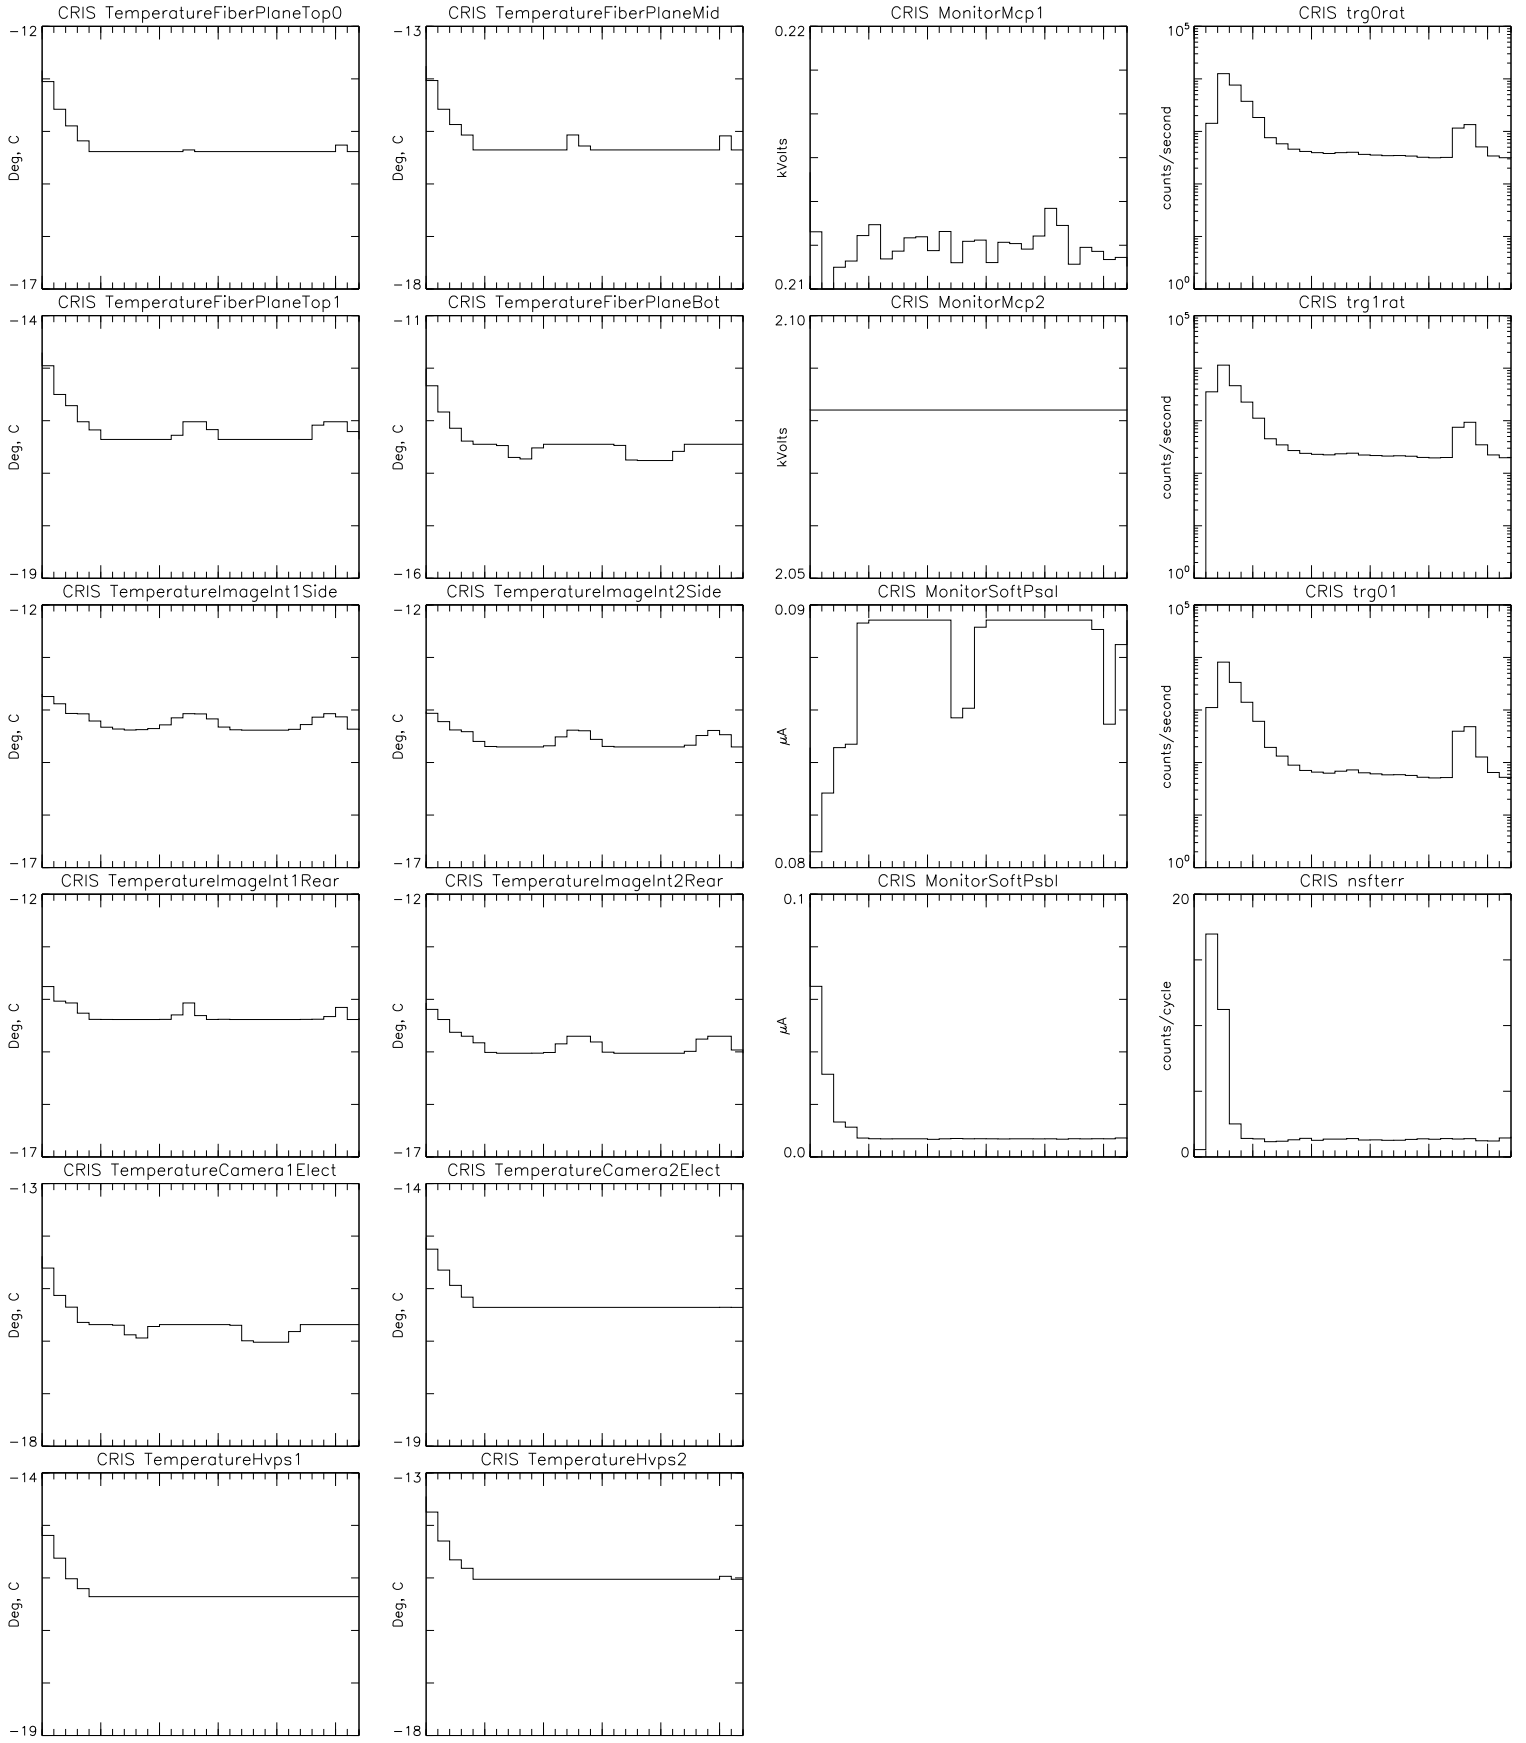 CRIS TemperatureFiberPlaneTop0
-12
Deg, C
-17
CRIS TemperatureFiberPlaneMid
-13
Deg, C
-18
CRIS MonitorMcp1
0.22
kVolts
0.21
CRIS trg0rat
10^5
counts/second
10^0
CRIS TemperatureFiberPlaneTop1
-14
Deg, C
-19
CRIS TemperatureFiberPlaneBot
-11
Deg, C
-16
CRIS MonitorMcp2
2.10
kVolts
2.05
CRIS trg1rat
10^5
counts/second
10^0
CRIS TemperatureImageInt1Side
-12
Deg, C
-17
CRIS TemperatureImageInt2Side
-12
Deg, C
-17
CRIS MonitorSoftPsaI
0.09
μA
0.08
CRIS trg01
10^5
counts/second
10^0
CRIS TemperatureImageInt1Rear
-12
Deg, C
-17
CRIS TemperatureImageInt2Rear
-12
Deg, C
-17
CRIS MonitorSoftPsbI
0.1
μA
0.0
CRIS nsfterr
20
counts/cycle
0
CRIS TemperatureCamera1Elect
-13
Deg, C
-18
CRIS TemperatureCamera2Elect
-14
Deg, C
-19
CRIS TemperatureHvps1
-14
Deg, C
-19
CRIS TemperatureHvps2
-13
Deg, C
-18